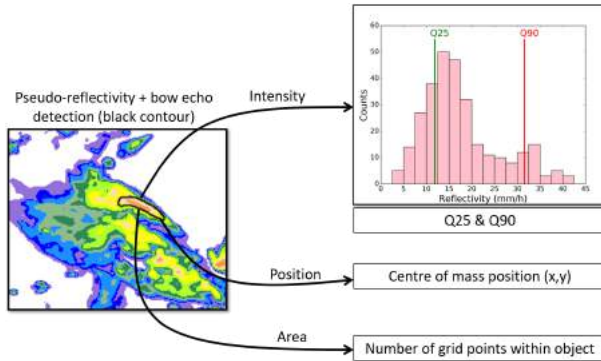 Pseudo-reflectivity + bow echo
detection (black contour)
Intensity
Position
Area
60
50
40
30
20
10
0
Counts
Q25
Q90
0 5 10 15 20 25 30 35 40 45
Reflectivity (mm/h)
Q25 & Q90
Centre of mass position (x,y)
Number of grid points within object